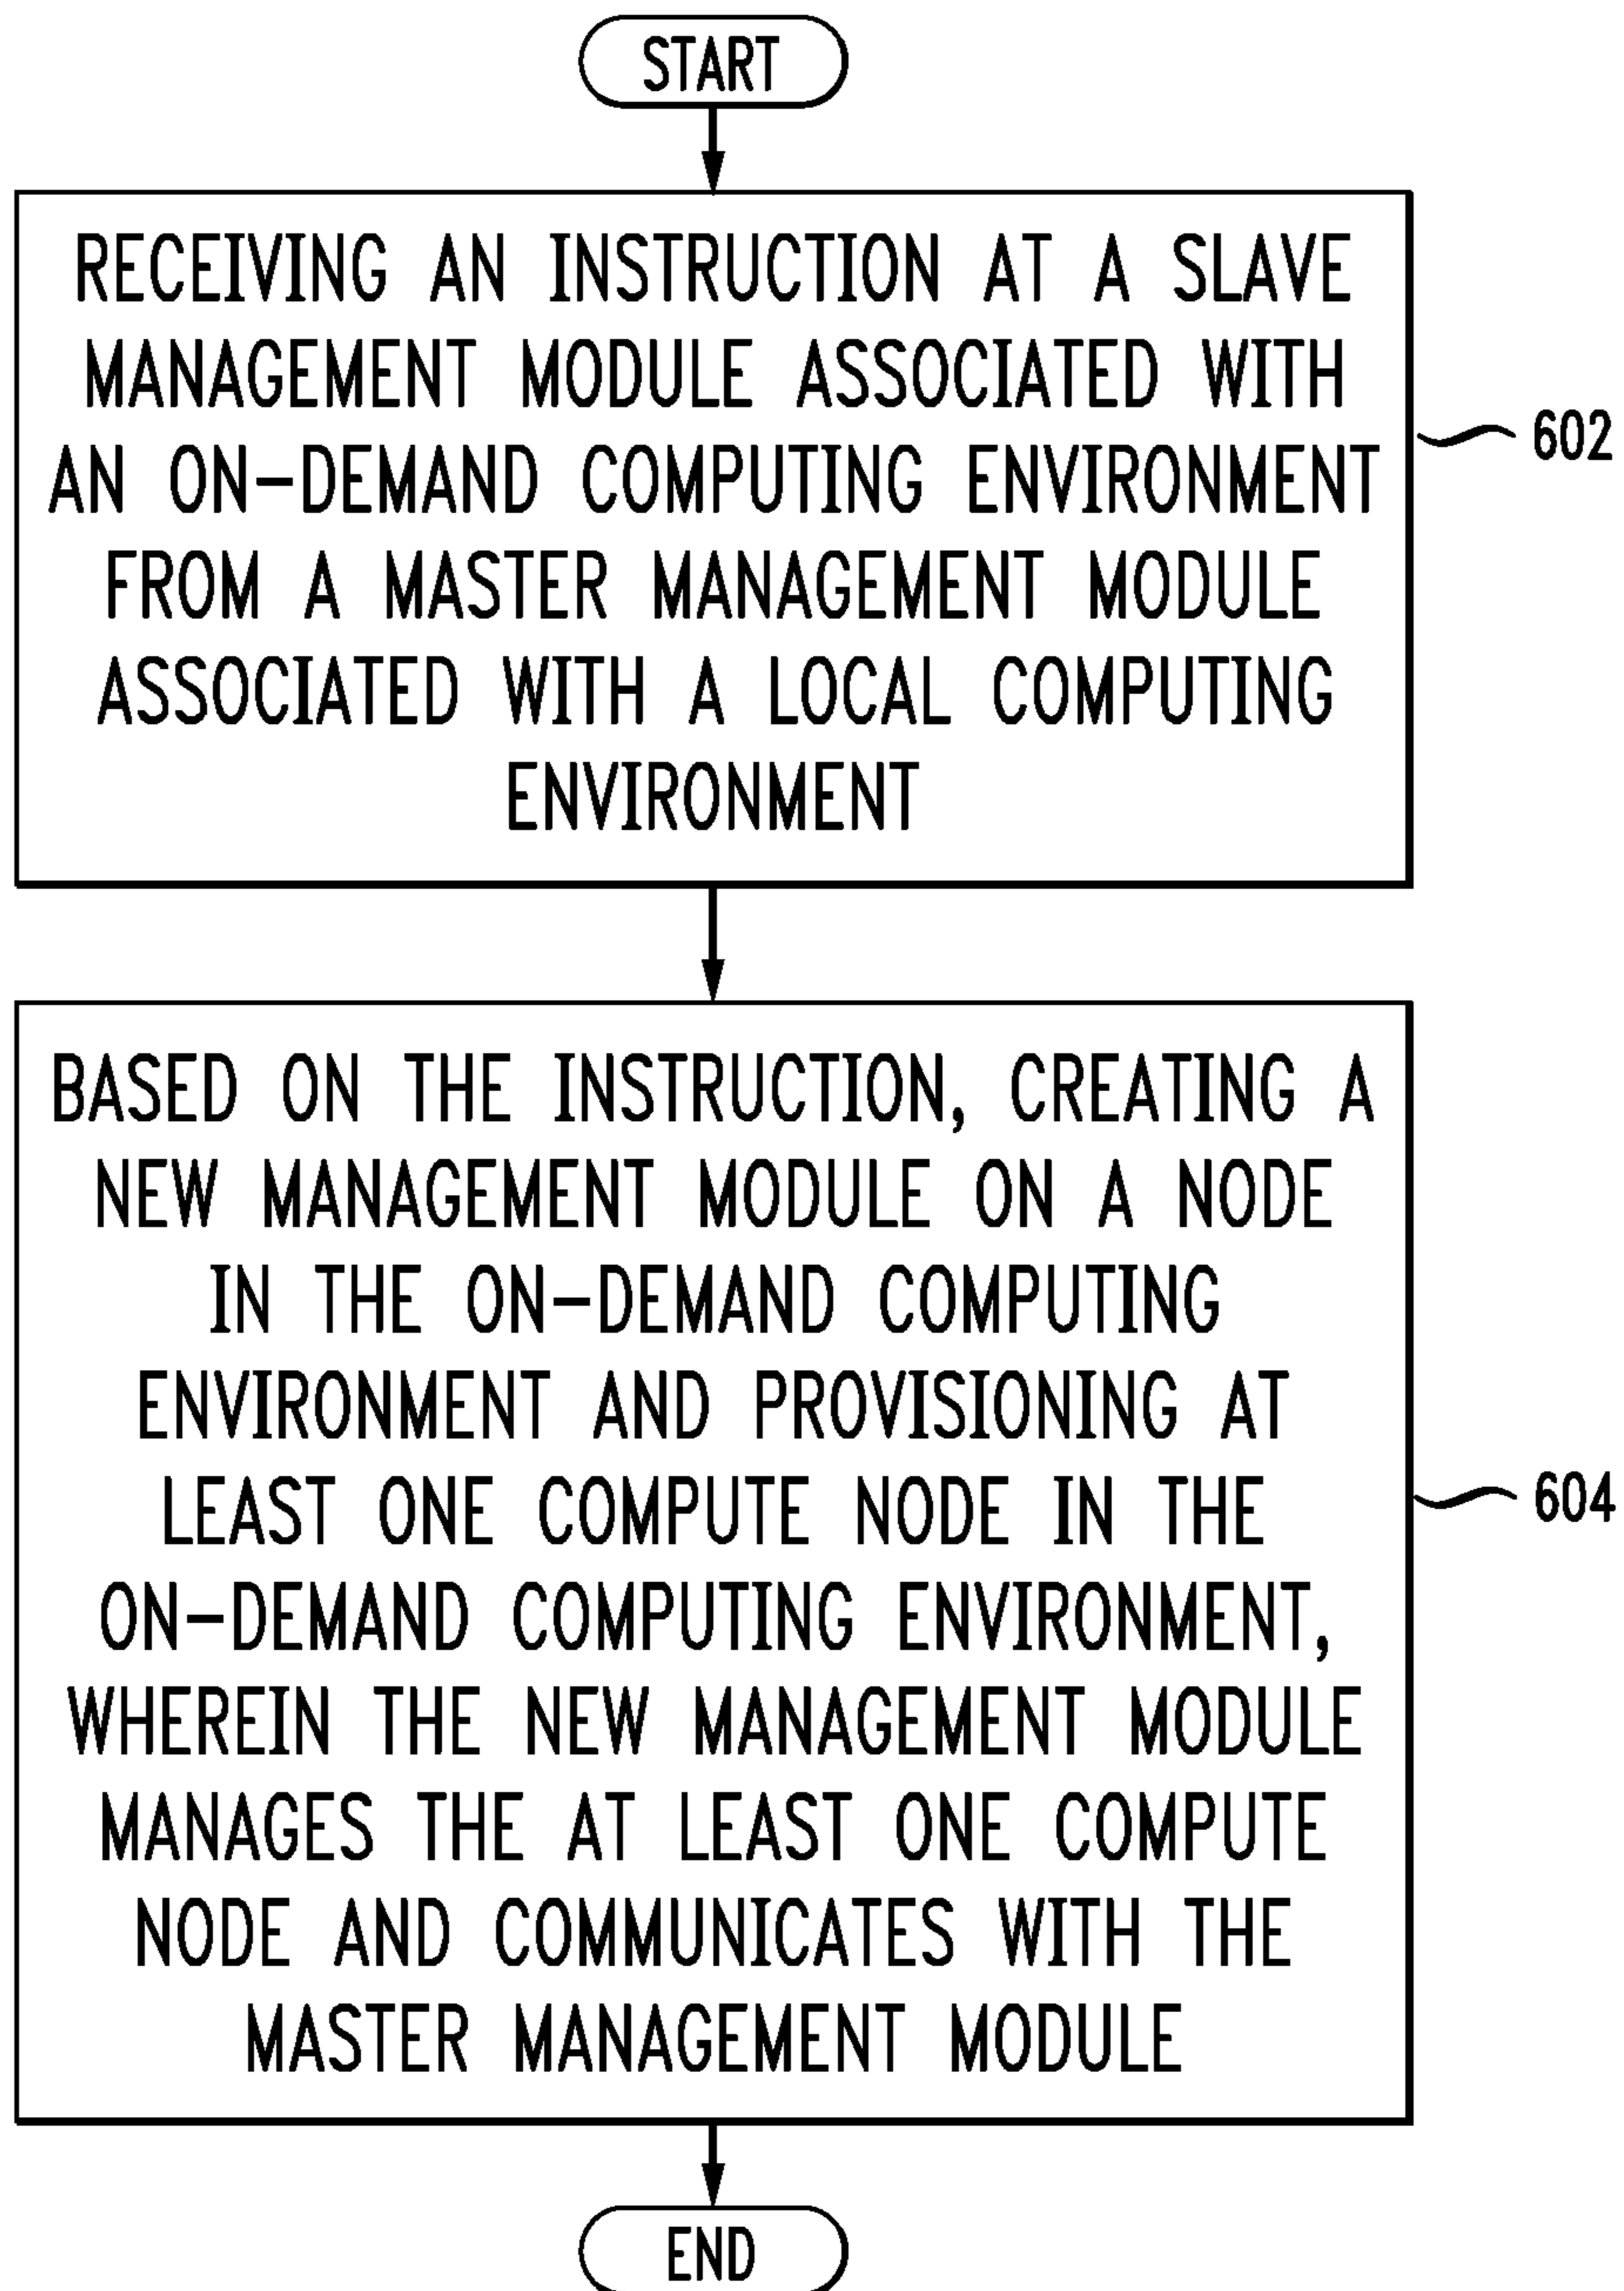 START
RECEIVING AN INSTRUCTION AT A SLAVE
MANAGEMENT MODULE ASSOCIATED WITH
AN ON-DEMAND COMPUTING ENVIRONMENT
FROM A MASTER MANAGEMENT MODULE
ASSOCIATED WITH A LOCAL COMPUTING
ENVIRONMENT
602
BASED ON THE INSTRUCTION, CREATING A
NEW MANAGEMENT MODULE ON A NODE
IN THE ON-DEMAND COMPUTING
ENVIRONMENT AND PROVISIONING AT
LEAST ONE COMPUTE NODE IN THE
ON-DEMAND COMPUTING ENVIRONMENT,
WHEREIN THE NEW MANAGEMENT MODULE
MANAGES THE AT LEAST ONE COMPUTE
NODE AND COMMUNICATES WITH THE
MASTER MANAGEMENT MODULE
604
END